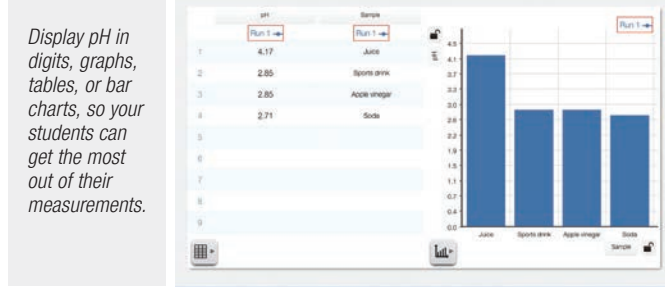 Display pH in
digits, graphs,
tables, or bar
charts, so your
students can
get the most
out of their
measurements.
pH Sample
Run 1 Run 1
1 4.17 Juice
2 2.85 Sports drink
3 2.85 Apple vinegar
4 2.71 Soda
5
6
7
8
9
Run 1
pH
4.5
4.1
3.7
3.4
3.0
2.6
2.2
1.9
1.5
1.1
0.7
0.4
0.0
Juice Sports drink Apple vinegar Soda
Sample